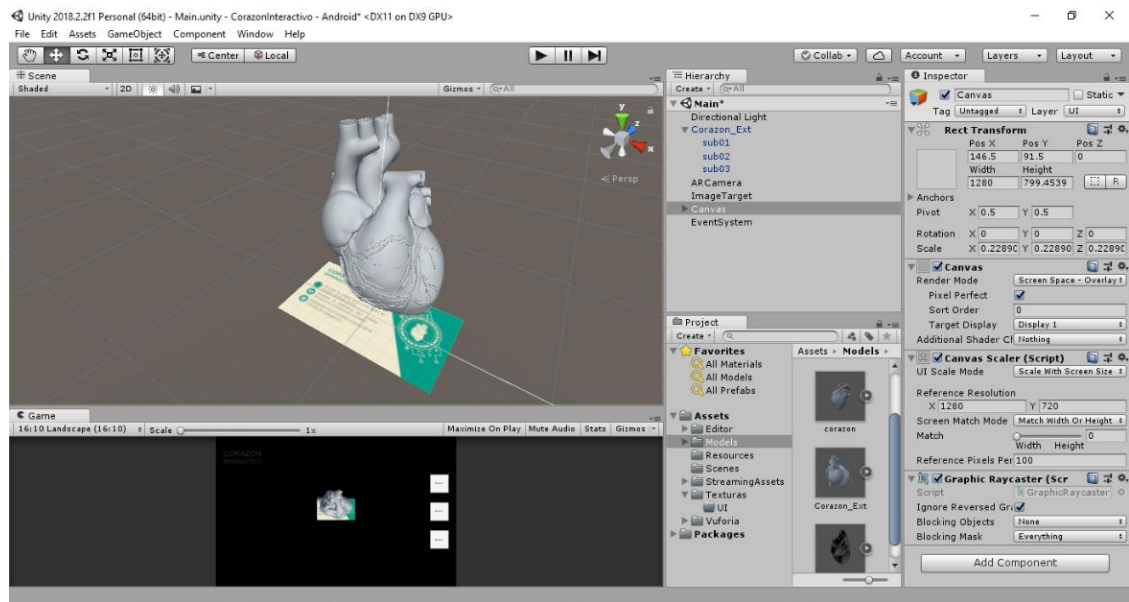 Unity 2018.2.2f1 Personal (64bit) - Main.unity - CorazonInteractivo - Android* <DX11 on DX9 GPU>
File Edit Assets GameObject Component Window Help
Center Local Collab Account Layers Layout
# Scene
Shaded 2D Gizmos All
y
z
x
< Persp
Game
16:10 Landscape (16:10) Scale 1x Maximize On Play Mute Audio Stats Gizmos
CORAZON
INTERACTIVO
Hierarchy
Create All
Main*
Directional Light
Corazon_Ext
sub01
sub02
sub03
ARCamera
ImageTarget
Canvas
EventSystem
Project
Create
Favorites
All Materials
All Models
All Prefabs
Assets
Editor
Models
Resources
Scenes
StreamingAssets
Texturas
UI
Vuforia
Packages
Assets Models
corazon
Corazon_Ext
Inspector
Canvas Static
Tag Untagged Layer UI
Rect Transform
Pos X Pos Y Pos Z
146.5 91.5 0
Width Height
1280 799.4539 R
Anchors
Pivot X 0.5 Y 0.5
Rotation X 0 Y 0 Z 0
Scale X 0.2289 Y 0.22890 Z 0.22890
Canvas
Render Mode Screen Space - Overlay
Pixel Perfect
Sort Order 0
Target Display Display 1
Additional Shader Ch Nothing
Canvas Scaler (Script)
UI Scale Mode Scale With Screen Size
Reference Resolution
X 1280 Y 720
Screen Match Mode Match Width Or Height
Match 0
Width Height
Reference Pixels Per 100
Graphic Raycaster (Scr
Script GraphicRaycaster
Ignore Reversed Gra
Blocking Objects None
Blocking Mask Everything
Add Component